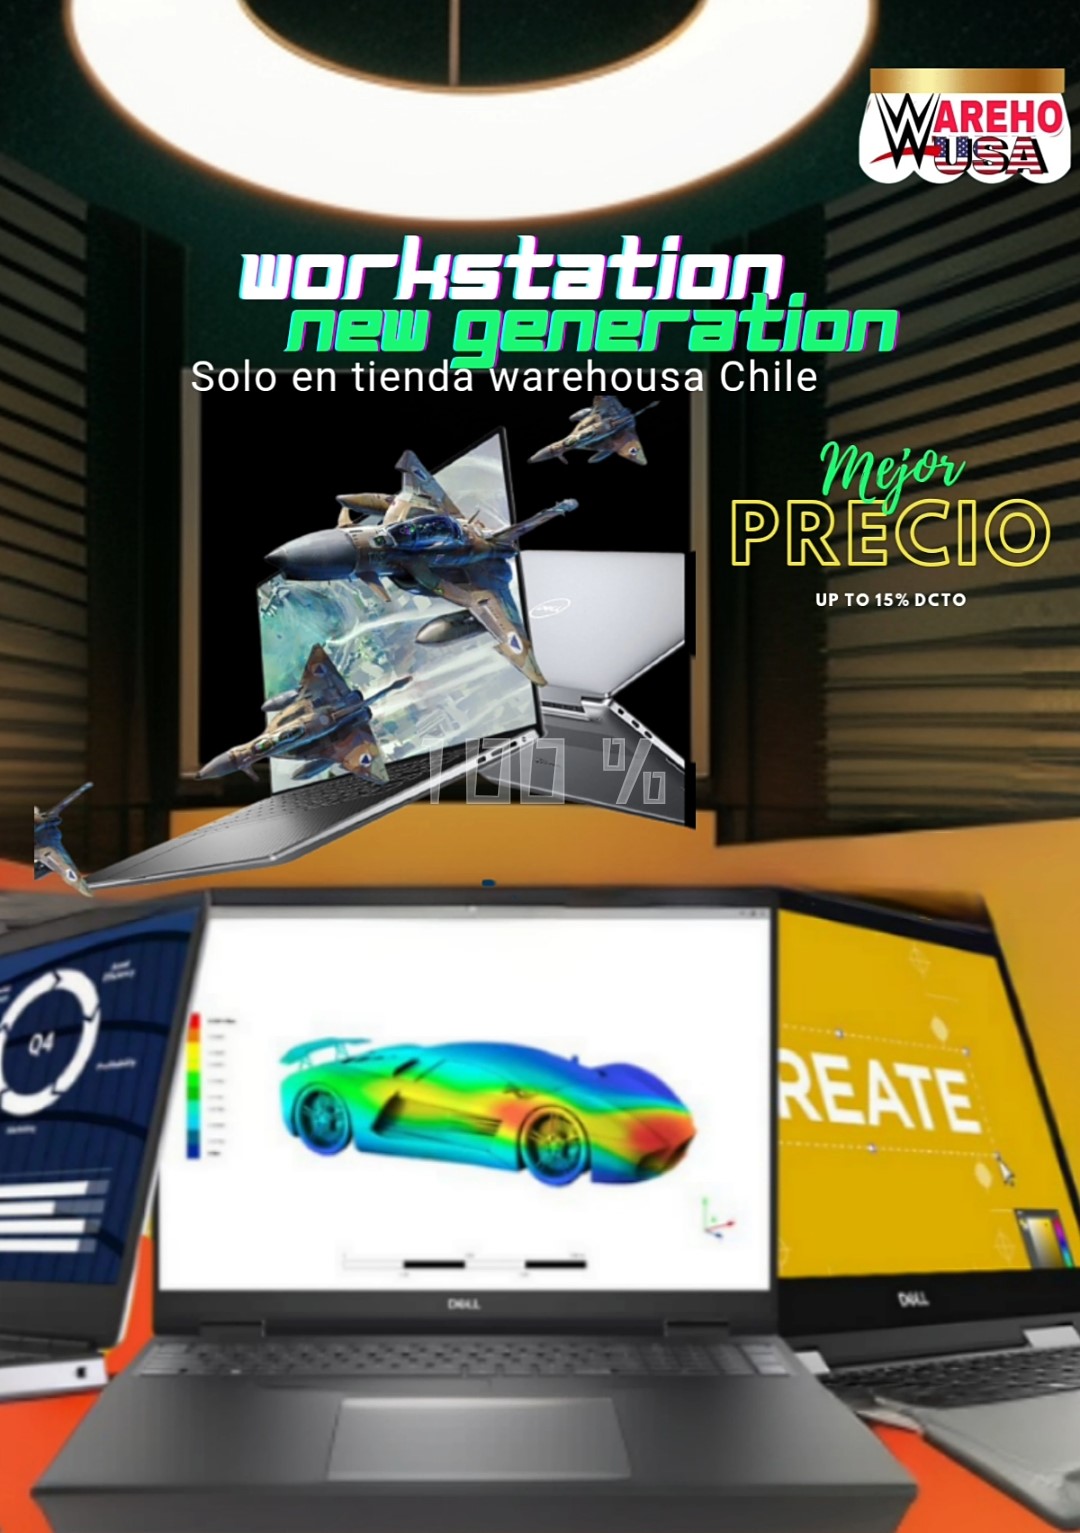 WAREHO
USA
workstation
new generation
Solo en tienda warehousa Chile
Mejor
PRECIO
UP TO 15% DCTO
DELL
100 %
Q4
REATE
DELL
DELL